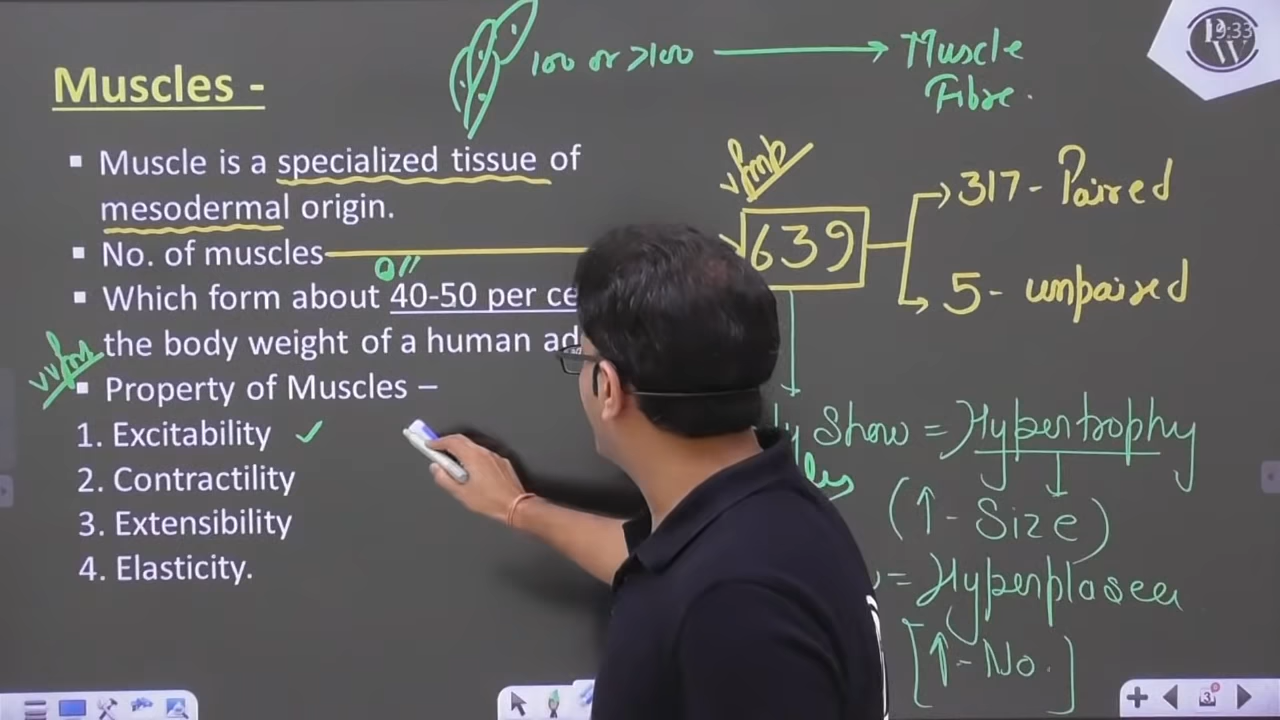 100 or >100 → Muscle
Fibre.
9:33
Muscles -
▪ Muscle is a specialized tissue of
mesodermal origin.
▪ No. of muscles
639
317- Paired
5- unpaired
▪ Which form about 40-50 per ce
the body weight of a human ad
▪ Property of Muscles –
1. Excitability ✓
2. Contractility
3. Extensibility
4. Elasticity.
Show = Hypertrophy
(↑- Size)
= Hyperplasea
[↑- No.]